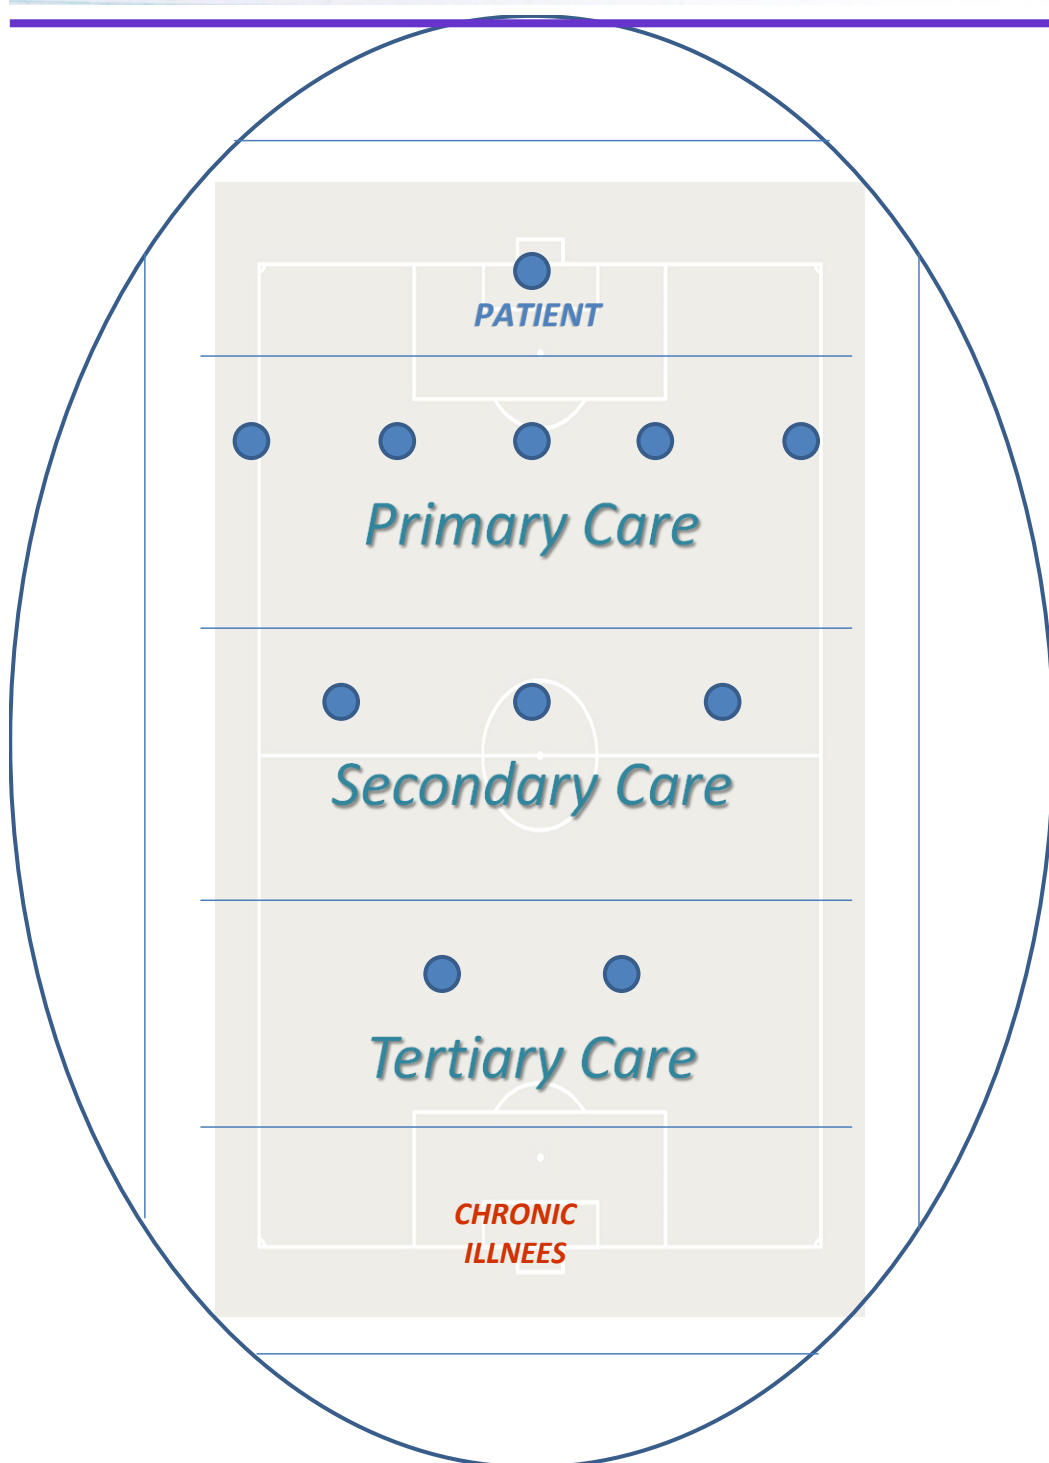 PATIENT
Primary Care
Secondary Care
Tertiary Care
CHRONIC
ILLNEES